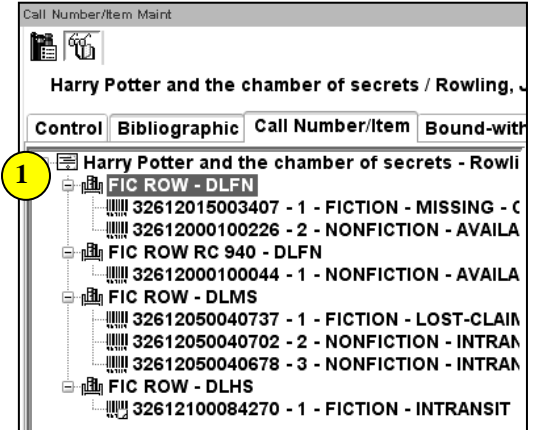 Call Number/Item Maint
Harry Potter and the chamber of secrets / Rowling,
Control Bibliographic Call Number/Item Bound-with
1
Harry Potter and the chamber of secrets - Rowli
FIC ROW - DLFN
32612015003407 - 1 - FICTION - MISSING -
32612000100226 - 2 - NONFICTION - AVAILA
FIC ROW RC 940 - DLFN
32612000100044 - 1 - NONFICTION - AVAILA
FIC ROW - DLMS
32612050040737 - 1 - FICTION - LOST-CLAIM
32612050040702 - 2 - NONFICTION - INTRAN
32612050040678 - 3 - NONFICTION - INTRAN
FIC ROW - DLHS
32612100084270 - 1 - FICTION - INTRANSIT